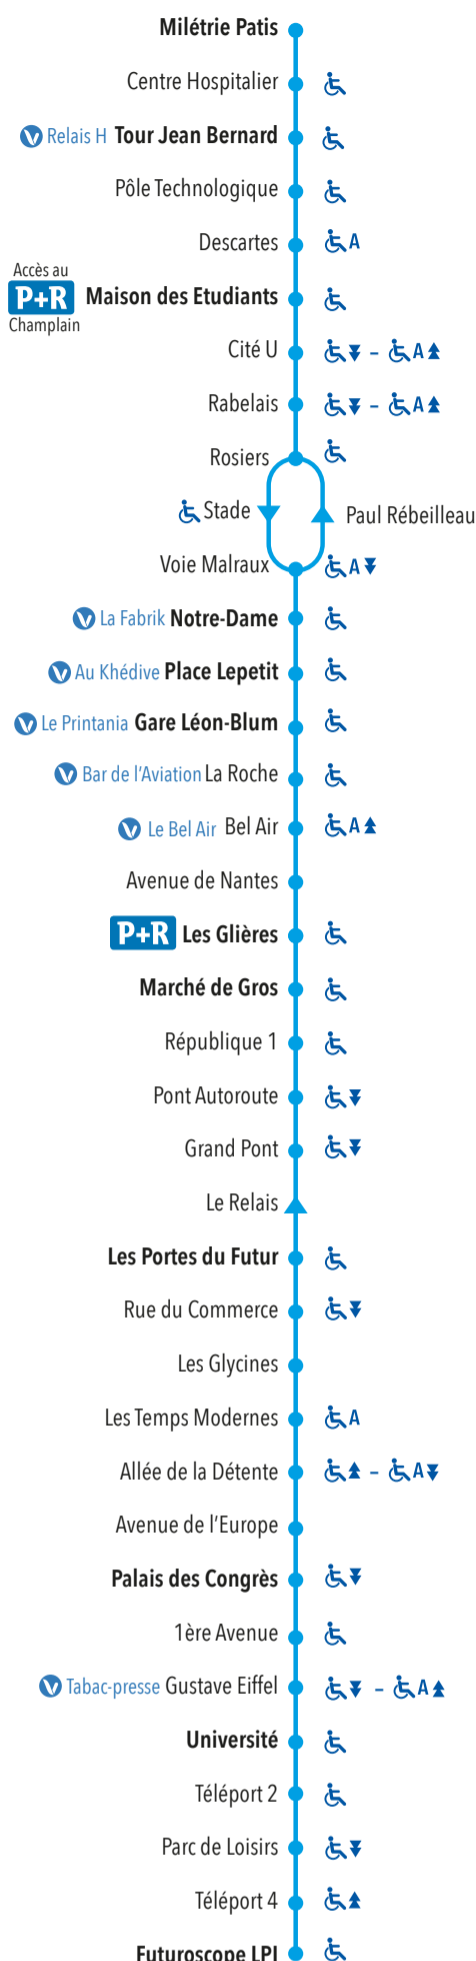 Milétrie Patis
Centre Hospitalier
Relais H Tour Jean Bernard
Pôle Technologique
Descartes A
Accès au
P+R Maison des Etudiants
Champlain
Cité U – A
Rabelais – A
Rosiers
Stade Paul Rébeilleau
Voie Malraux A
La Fabrik Notre-Dame
Au Khédive Place Lepetit
Le Printania Gare Léon-Blum
Bar de l'Aviation La Roche
Le Bel Air Bel Air A
Avenue de Nantes
P+R Les Glières
Marché de Gros
République 1
Pont Autoroute
Grand Pont
Le Relais
Les Portes du Futur
Rue du Commerce
Les Glycines
Les Temps Modernes A
Allée de la Détente – A
Avenue de l'Europe
Palais des Congrès
1ère Avenue
Tabac-presse Gustave Eiffel – A
Université
Téléport 2
Parc de Loisirs
Téléport 4
Futuroscope LPI